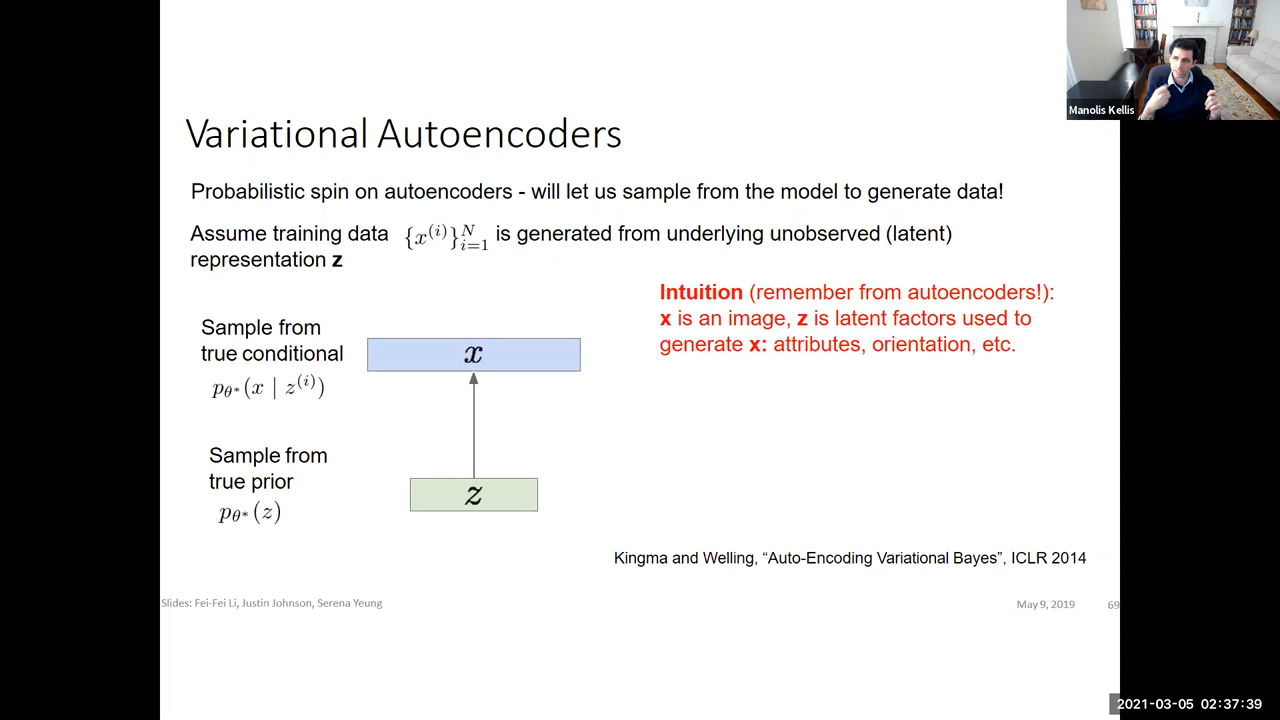 Manolis Kellis
Variational Autoencoders
Probabilistic spin on autoencoders - will let us sample from the model to generate data!
Assume training data {x^{(i)}}_{i=1}^{N} is generated from underlying unobserved (latent)
representation z
Intuition (remember from autoencoders!):
x is an image, z is latent factors used to
generate x: attributes, orientation, etc.
Sample from
true conditional
p_{θ*}(x | z^{(i)})
x
Sample from
true prior
p_{θ*}(z)
z
Kingma and Welling, “Auto-Encoding Variational Bayes”, ICLR 2014
Slides: Fei-Fei Li, Justin Johnson, Serena Yeung
May 9, 2019
69
2021-03-05 02:37:39